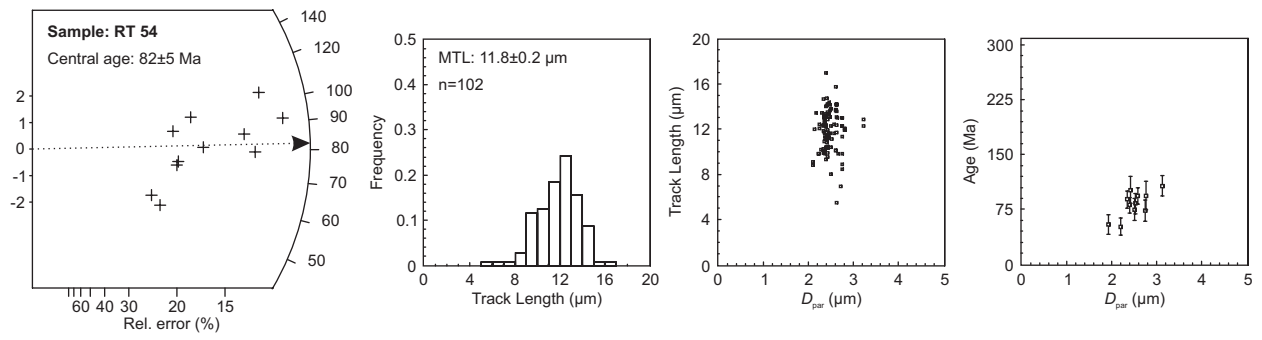 Sample: RT 54
Central age: 82±5 Ma
2
1
0
-1
-2
140
120
100
90
80
70
60
50
60 40 30 20 15
Rel. error (%)
0.5
0.4
0.3
0.2
0.1
0
Frequency
MTL: 11.8±0.2 µm
n=102
0 4 8 12 16 20
Track Length (µm)
20
16
12
8
4
0
Track Length (µm)
0 1 2 3 4 5
Dpar (µm)
300
225
150
75
0
Age (Ma)
0 1 2 3 4 5
Dpar (µm)